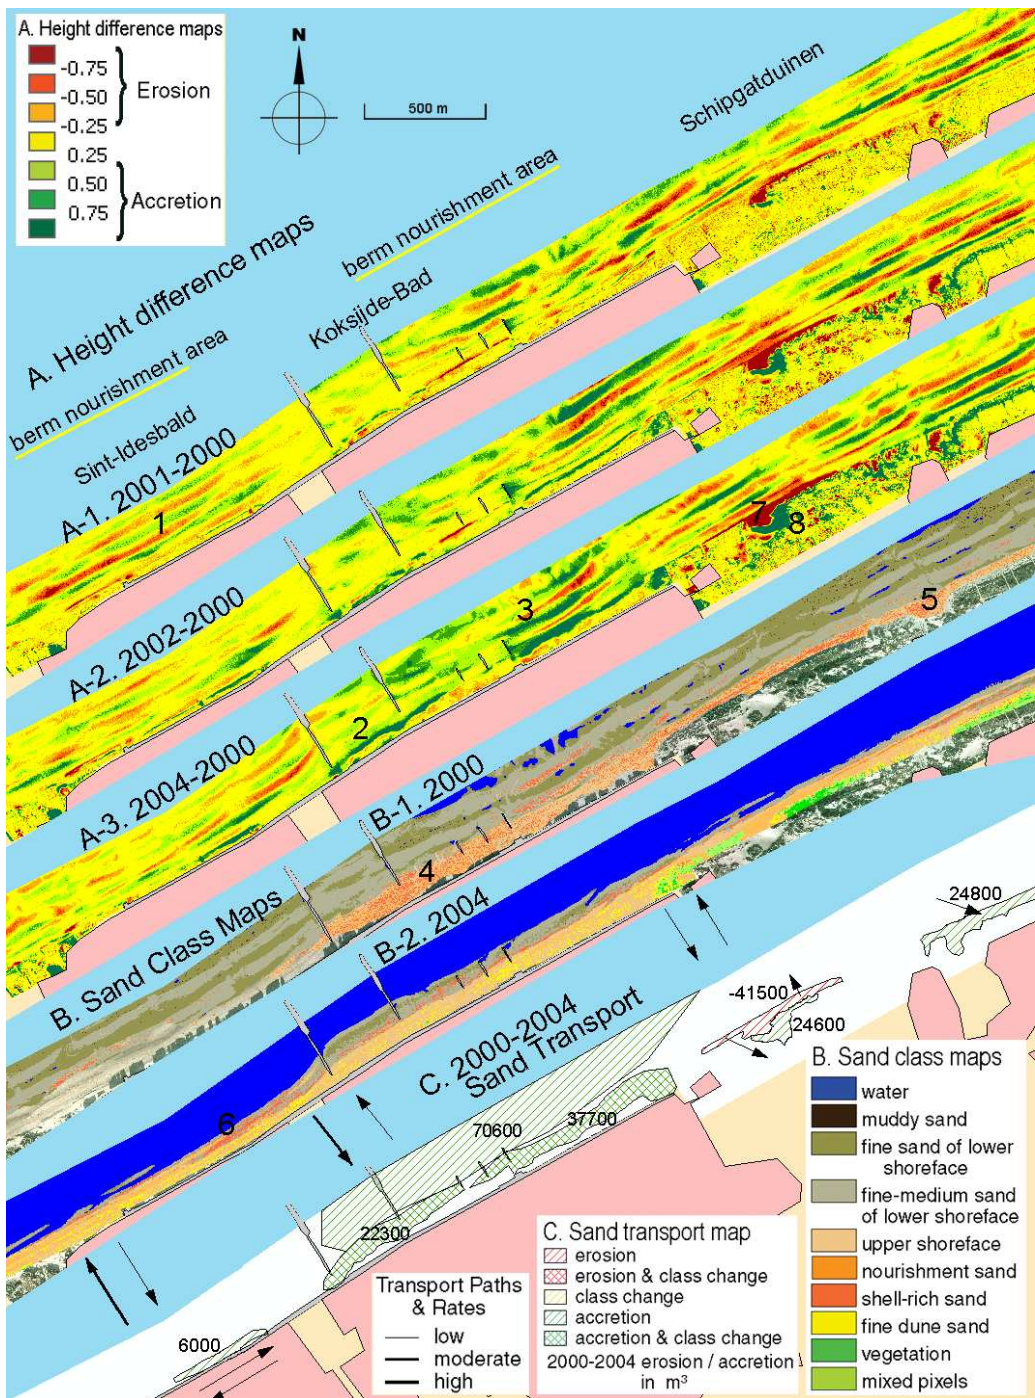 A. Height difference maps
-0.75
-0.50
-0.25
0.25
0.50
0.75
Erosion
Accretion
N
500 m
Schipgatduinen
berm nourishment area
Koksijde-Bad
A. Height difference maps
berm nourishment area
Sint-Idesbald
A-1. 2001-2000
1
A-2. 2002-2000
A-3. 2004-2000
2
3
7
8
B. Sand Class Maps
B-1. 2000
4
5
B-2. 2004
6
C. 2000-2004
Sand Transport
24800
-41500
24600
37700
70600
22300
6000
Transport Paths
& Rates
low
moderate
high
C. Sand transport map
erosion
erosion & class change
class change
accretion
accretion & class change
2000-2004 erosion / accretion
in m³
B. Sand class maps
water
muddy sand
fine sand of lower
shoreface
fine-medium sand
of lower shoreface
upper shoreface
nourishment sand
shell-rich sand
fine dune sand
vegetation
mixed pixels